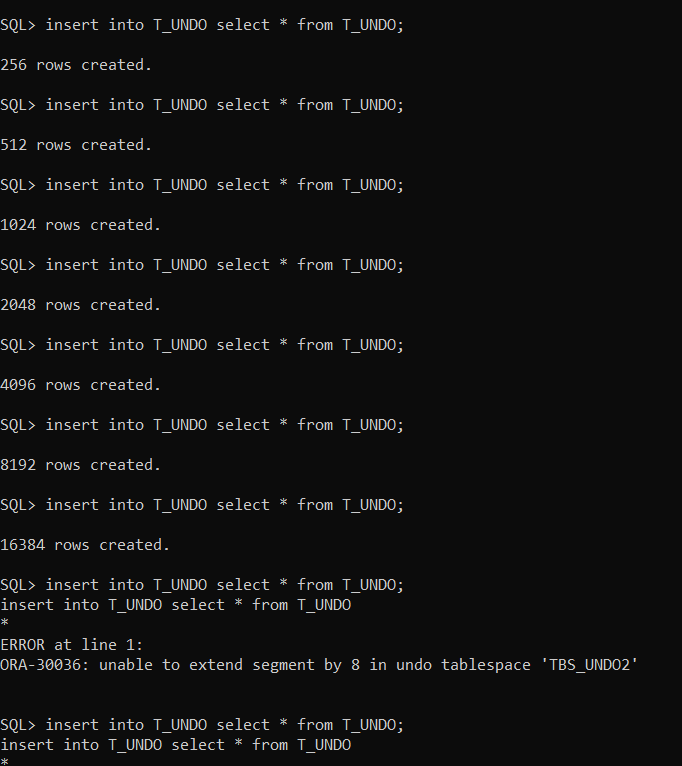 SQL> insert into T_UNDO select * from T_UNDO;
256 rows created.
SQL> insert into T_UNDO select * from T_UNDO;
512 rows created.
SQL> insert into T_UNDO select * from T_UNDO;
1024 rows created.
SQL> insert into T_UNDO select * from T_UNDO;
2048 rows created.
SQL> insert into T_UNDO select * from T_UNDO;
4096 rows created.
SQL> insert into T_UNDO select * from T_UNDO;
8192 rows created.
SQL> insert into T_UNDO select * from T_UNDO;
16384 rows created.
SQL> insert into T_UNDO select * from T_UNDO;
insert into T_UNDO select * from T_UNDO
*
ERROR at line 1:
ORA-30036: unable to extend segment by 8 in undo tablespace 'TBS_UNDO2'
SQL> insert into T_UNDO select * from T_UNDO;
insert into T_UNDO select * from T_UNDO
*